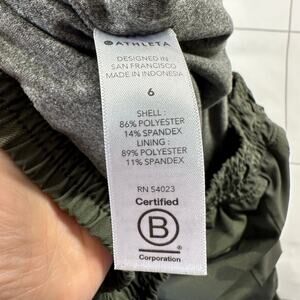 ATHLETA
DESIGNED IN
SAN FRANCISCO
MADE IN INDONESIA
6
SHELL :
86% POLYESTER
14% SPANDEX
LINING :
89% POLYESTER
11% SPANDEX
RN 54023
Certified
B
Corporation